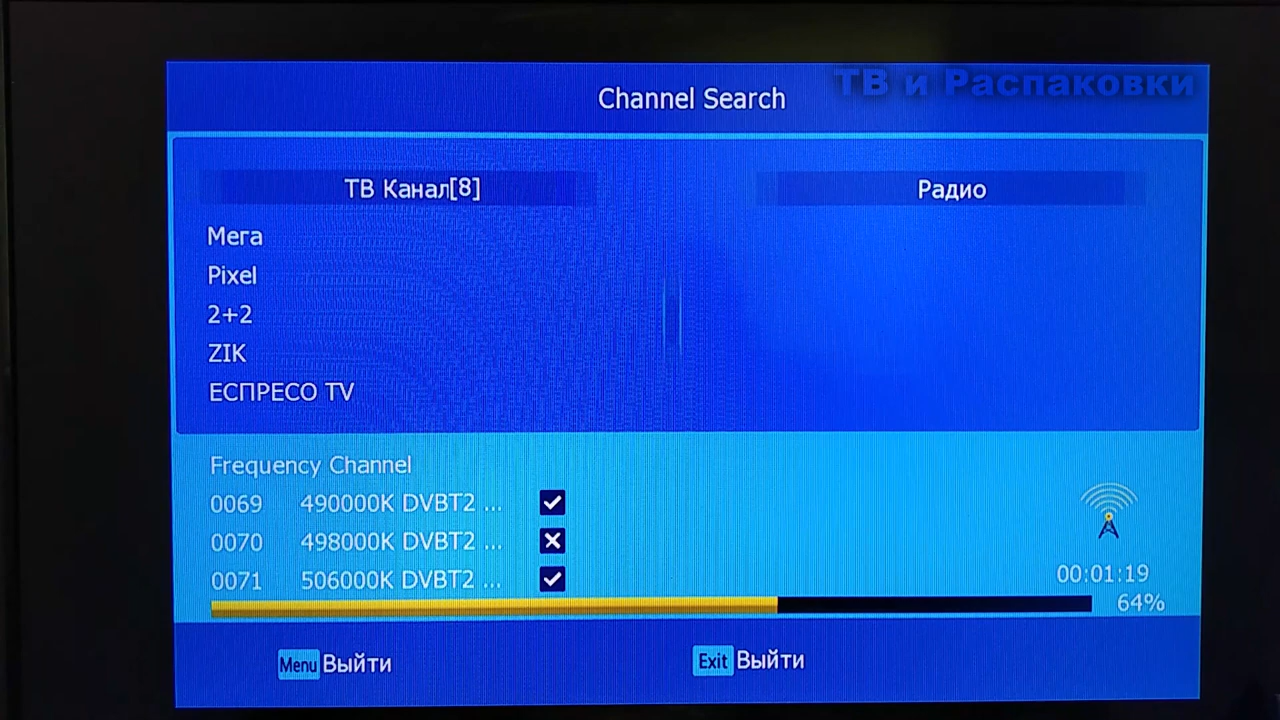 ТВ и Распаковки
Channel Search
ТВ Канал[8]
Радио
Мега
Pixel
2+2
ZIK
ЕСПРЕСО TV
Frequency Channel
0069 490000K DVBT2 ...
0070 498000K DVBT2 ...
0071 506000K DVBT2 ...
00:01:19
64%
Menu Выйти
Exit Выйти